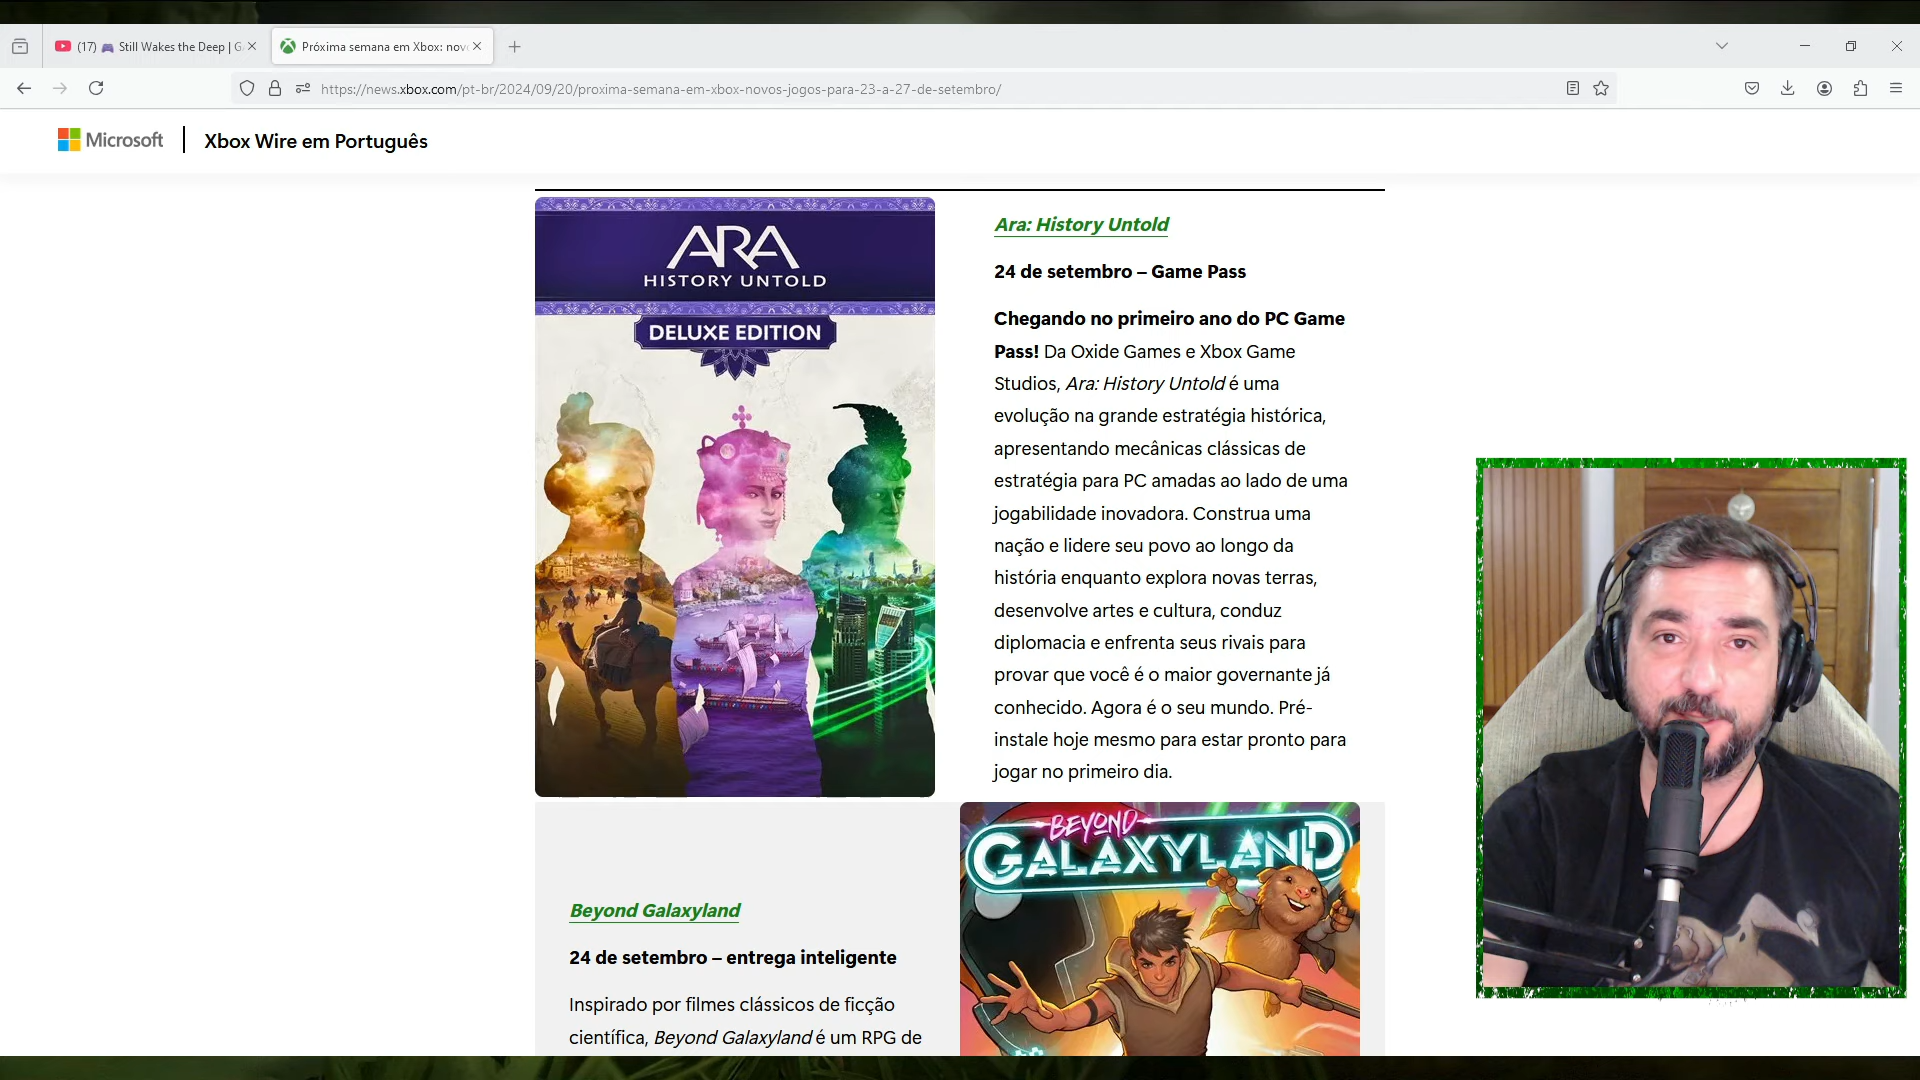 (17) 🎮 Still Wakes the Deep | G
Próxima semana em Xbox: nov
https://news.xbox.com/pt-br/2024/09/20/proxima-semana-em-xbox-novos-jogos-para-23-a-27-de-setembro/
Microsoft
Xbox Wire em Português
ARA
HISTORY UNTOLD
DELUXE EDITION
Ara: History Untold
24 de setembro – Game Pass
Chegando no primeiro ano do PC Game
Pass! Da Oxide Games e Xbox Game
Studios, Ara: History Untold é uma
evolução na grande estratégia histórica,
apresentando mecânicas clássicas de
estratégia para PC amadas ao lado de uma
jogabilidade inovadora. Construa uma
nação e lidere seu povo ao longo da
história enquanto explora novas terras,
desenvolve artes e cultura, conduz
diplomacia e enfrenta seus rivais para
provar que você é o maior governante já
conhecido. Agora é o seu mundo. Pré-
instale hoje mesmo para estar pronto para
jogar no primeiro dia.
Beyond Galaxyland
24 de setembro – entrega inteligente
Inspirado por filmes clássicos de ficção
científica, Beyond Galaxyland é um RPG de
BEYOND
GALAXYLAND